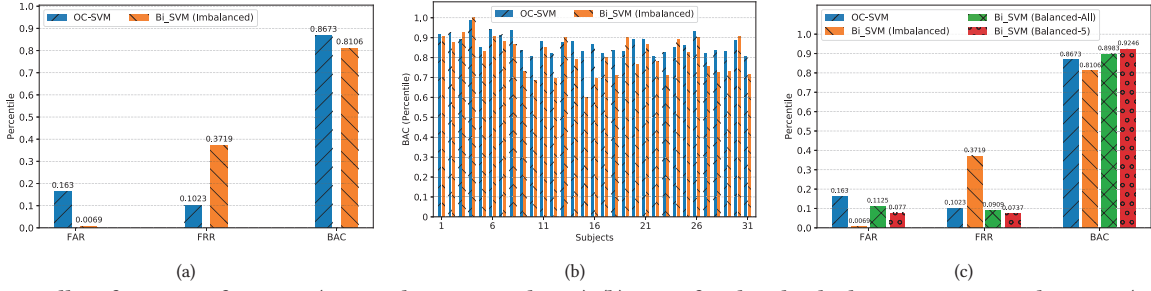 OC-SVM
Bi_SVM (Imbalanced)
Percentile
1.0
0.9
0.8
0.7
0.6
0.5
0.4
0.3
0.2
0.1
0.0
0.163
0.0069
0.1023
0.3719
0.8673
0.8106
FAR
FRR
BAC
(a)
OC-SVM
Bi_SVM (Imbalanced)
BAC (Percentile)
1.0
0.9
0.8
0.7
0.6
0.5
0.4
0.3
0.2
0.1
0
1
6
11
16
21
26
31
Subjects
(b)
OC-SVM
Bi_SVM (Imbalanced)
Bi_SVM (Balanced-All)
Bi_SVM (Balanced-5)
Percentile
1.0
0.9
0.8
0.7
0.6
0.5
0.4
0.3
0.2
0.1
0.0
0.163
0.0069
0.1125
0.077
0.1023
0.3719
0.0909
0.0737
0.8673
0.8106
0.8983
0.9246
FAR
FRR
BAC
(c)